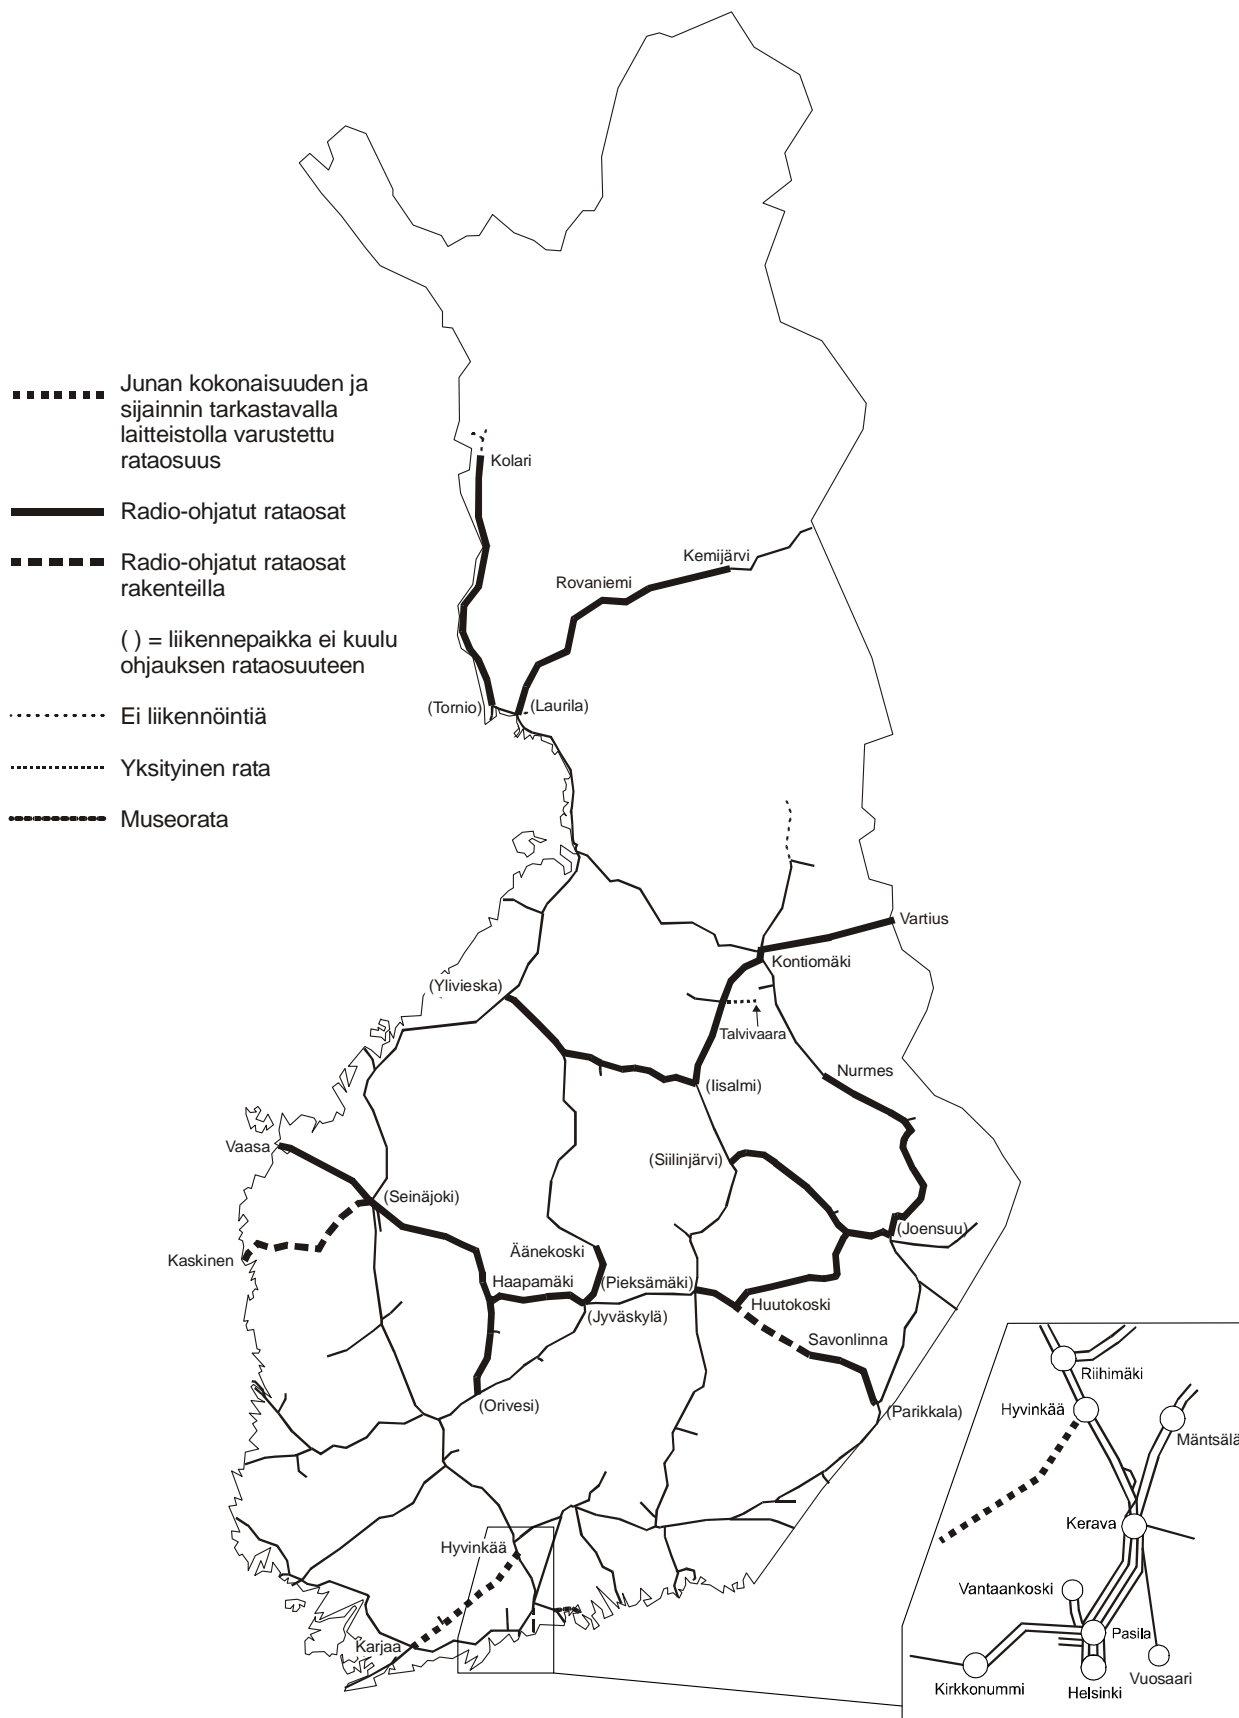 Junan kokonaisuuden ja
sijainnin tarkastavalla
laitteistolla varustettu
rataosuus
Radio-ohjatut rataosat
Radio-ohjatut rataosat
rakenteilla
( ) = liikennepaikka ei kuulu
ohjauksen rataosuuteen
Ei liikennöintiä
Yksityinen rata
Museorata
Kolari
Kemijärvi
Rovaniemi
(Tornio)
(Laurila)
Vartius
Kontiomäki
(Ylivieska)
Talvivaara
Nurmes
(Iisalmi)
Vaasa
(Siilinjärvi)
(Seinäjoki)
(Joensuu)
Kaskinen
Äänekoski
Haapamäki
(Pieksämäki)
Huutokoski
(Jyväskylä)
Savonlinna
(Orivesi)
(Parikkala)
Hyvinkää
Karjaa
Riihimäki
Hyvinkää
Mäntsälä
Kerava
Vantaankoski
Pasila
Kirkkonummi
Helsinki
Vuosaari